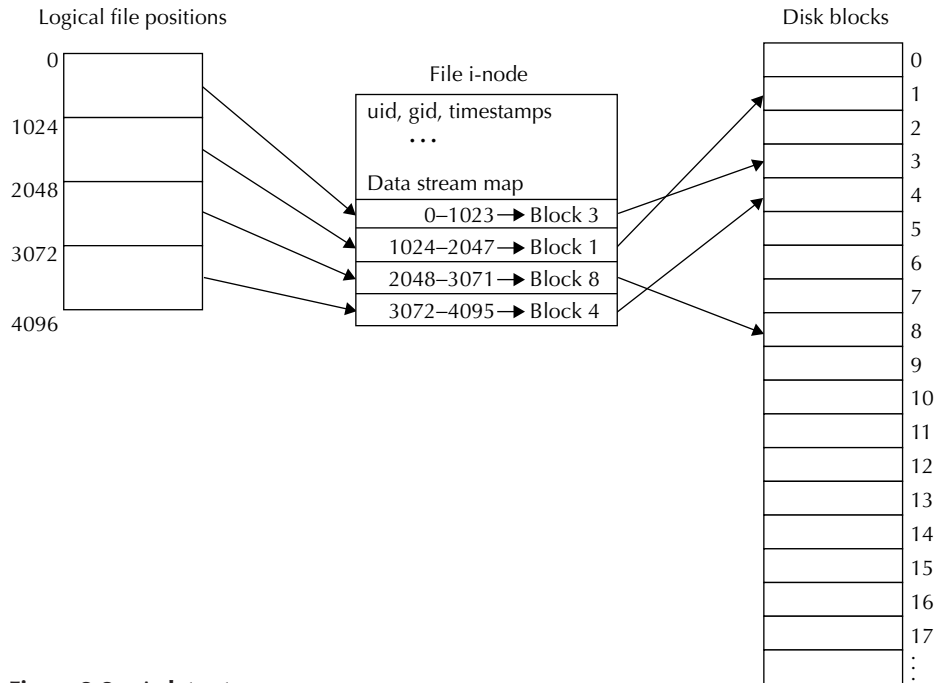 Logical file positions
0
1024
2048
3072
4096
File i-node
uid, gid, timestamps
...
Data stream map
0–1023 → Block 3
1024–2047 → Block 1
2048–3071 → Block 8
3072–4095 → Block 4
Disk blocks
0
1
2
3
4
5
6
7
8
9
10
11
12
13
14
15
16
17
⋮